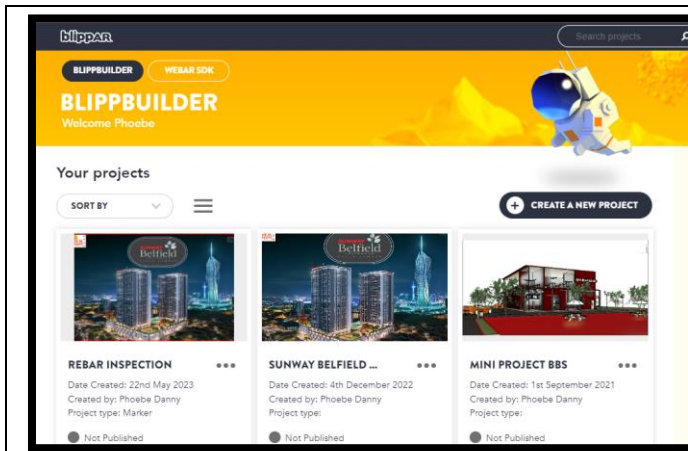 blippAR
Search projects
BLIPPBUILDER
WEBAR SDK
BLIPPBUILDER
Welcome Phoebe
Your projects
SORT BY
CREATE A NEW PROJECT
Belfield
Belfield
REBAR INSPECTION
SUNWAY BELFIELD ...
MINI PROJECT BBS
Date Created: 22nd May 2023
Date Created: 4th December 2022
Date Created: 1st September 2021
Created by: Phoebe Danny
Created by: Phoebe Danny
Created by: Phoebe Danny
Project type: Marker
Project type:
Project type:
Not Published
Not Published
Not Published